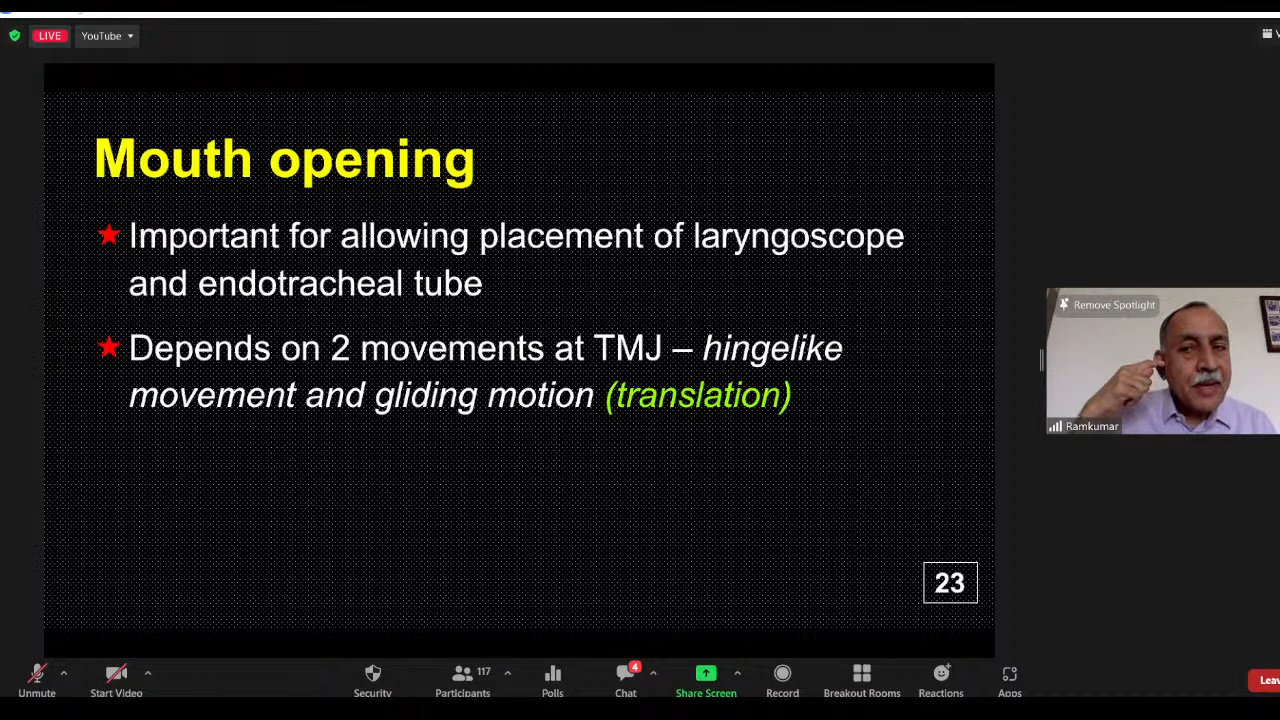 LIVE
YouTube
Mouth opening
Important for allowing placement of laryngoscope
and endotracheal tube
Depends on 2 movements at TMJ – hingelike
movement and gliding motion (translation)
23
Remove Spotlight
Ramkumar
Unmute
Start Video
Security
117
Participants
Polls
4
Chat
Share Screen
Record
Breakout Rooms
Reactions
Apps
Leav